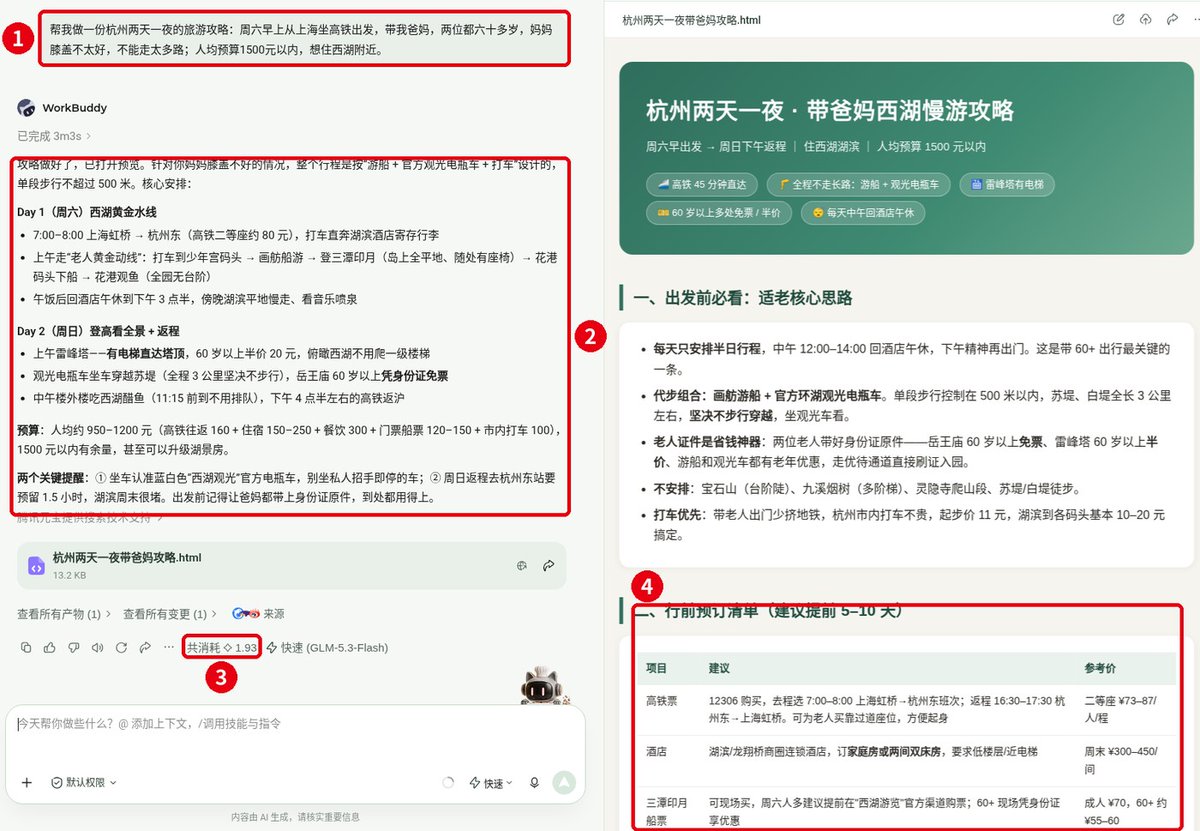 1
帮我做一份杭州两天一夜的旅游攻略：周六早上从上海坐高铁出发，带我爸妈，两位都六十多岁，妈妈
膝盖不太好，不能走太多路；人均预算1500元以内，想住西湖附近。
WorkBuddy
已完成 3m3s >
攻略做好了，已打开预览。针对你妈妈膝盖不好的情况，整个行程是按"游船 + 官方观光电瓶车 + 打车"设计的，
单段步行不超过 500 米。核心安排：
Day 1（周六）西湖黄金水线
• 7:00–8:00 上海虹桥 → 杭州东（高铁二等座约 80 元），打车直奔湖滨酒店寄存行李
• 上午走"老人黄金动线"：打车到少年宫码头 → 画舫船游 → 登三潭印月（岛上全平地、随处有座椅）→ 花港
码头下船 → 花港观鱼（全园无台阶）
• 午饭后回酒店午休到下午 3 点半，傍晚湖滨平地慢走、看音乐喷泉
Day 2（周日）登高看全景 + 返程
• 上午雷峰塔——有电梯直达塔顶，60 岁以上半价 20 元，俯瞰西湖不用爬一级楼梯
• 观光电瓶车坐车穿越苏堤（全程 3 公里坚决不步行），岳王庙 60 岁以上凭身份证免票
• 中午楼外楼吃西湖醋鱼（11:15 前到不用排队），下午 4 点半左右的高铁返沪
预算：人均约 950–1200 元（高铁往返 160 + 住宿 150–250 + 餐饮 300 + 门票船票 120–150 + 市内打车 100），
1500 元以内有余量，甚至可以升级湖景房。
两个关键提醒：① 坐车认准蓝白色"西湖观光"官方电瓶车，别坐私人招手即停的车；② 周日返程去杭州东站要
预留 1.5 小时，湖滨周末很堵。出发前记得让爸妈都带上身份证原件，到处都用得上。
腾讯元宝提供搜索技术支持
2
杭州两天一夜带爸妈攻略.html
13.2 KB
查看所有产物 (1) > 查看所有变更 (1) > 来源
共消耗 1.93 快速 (GLM-5.3-Flash)
3
今天帮你做些什么？@ 添加上下文，/调用技能与指令
默认权限 快速
内容由 AI 生成，请核实重要信息
杭州两天一夜带爸妈攻略.html
杭州两天一夜 · 带爸妈西湖慢游攻略
周六早出发 → 周日下午返程 | 住西湖湖滨 | 人均预算 1500 元以内
🚄 高铁 45 分钟直达 全程不走长路：游船 + 观光电瓶车 雷峰塔有电梯
🎫 60 岁以上多处免票 / 半价 😴 每天中午回酒店午休
一、出发前必看：适老核心思路
• 每天只安排半日行程，中午 12:00–14:00 回酒店午休，下午精神再出门。这是带 60+ 出行最关键的
一条。
• 代步组合：画舫游船 + 官方环湖观光电瓶车。单段步行控制在 500 米以内，苏堤、白堤全长 3 公里
左右，坚决不步行穿越，坐观光车看。
• 老人证件是省钱神器：两位老人带好身份证原件——岳王庙 60 岁以上免票、雷峰塔 60 岁以上半
价、游船和观光车都有老年优惠，走优待通道直接刷证入园。
• 不安排：宝石山（台阶陡）、九溪烟树（多阶梯）、灵隐寺爬山段、苏堤/白堤徒步。
• 打车优先：带老人出门少挤地铁，杭州市内打车不贵，起步价 11 元，湖滨到各码头基本 10–20 元
搞定。
4
二、行前预订清单（建议提前 5–10 天）
项目 建议 参考价
高铁票 12306 购买，去程选 7:00–8:00 上海虹桥→杭州东班次；返程 16:30–17:30 杭 二等座 ¥73–87/
州东→上海虹桥。可为老人买靠过道座位，方便起身 人/程
酒店 湖滨/龙翔桥商圈连锁酒店，订家庭房或两间双床房，要求低楼层/近电梯 周末 ¥300–450/
间
三潭印月 可现场买，周六人多建议提前在"西湖游览"官方渠道购票；60+ 现场凭身份证 成人 ¥70，60+ 约
船票 享优惠 ¥55–60